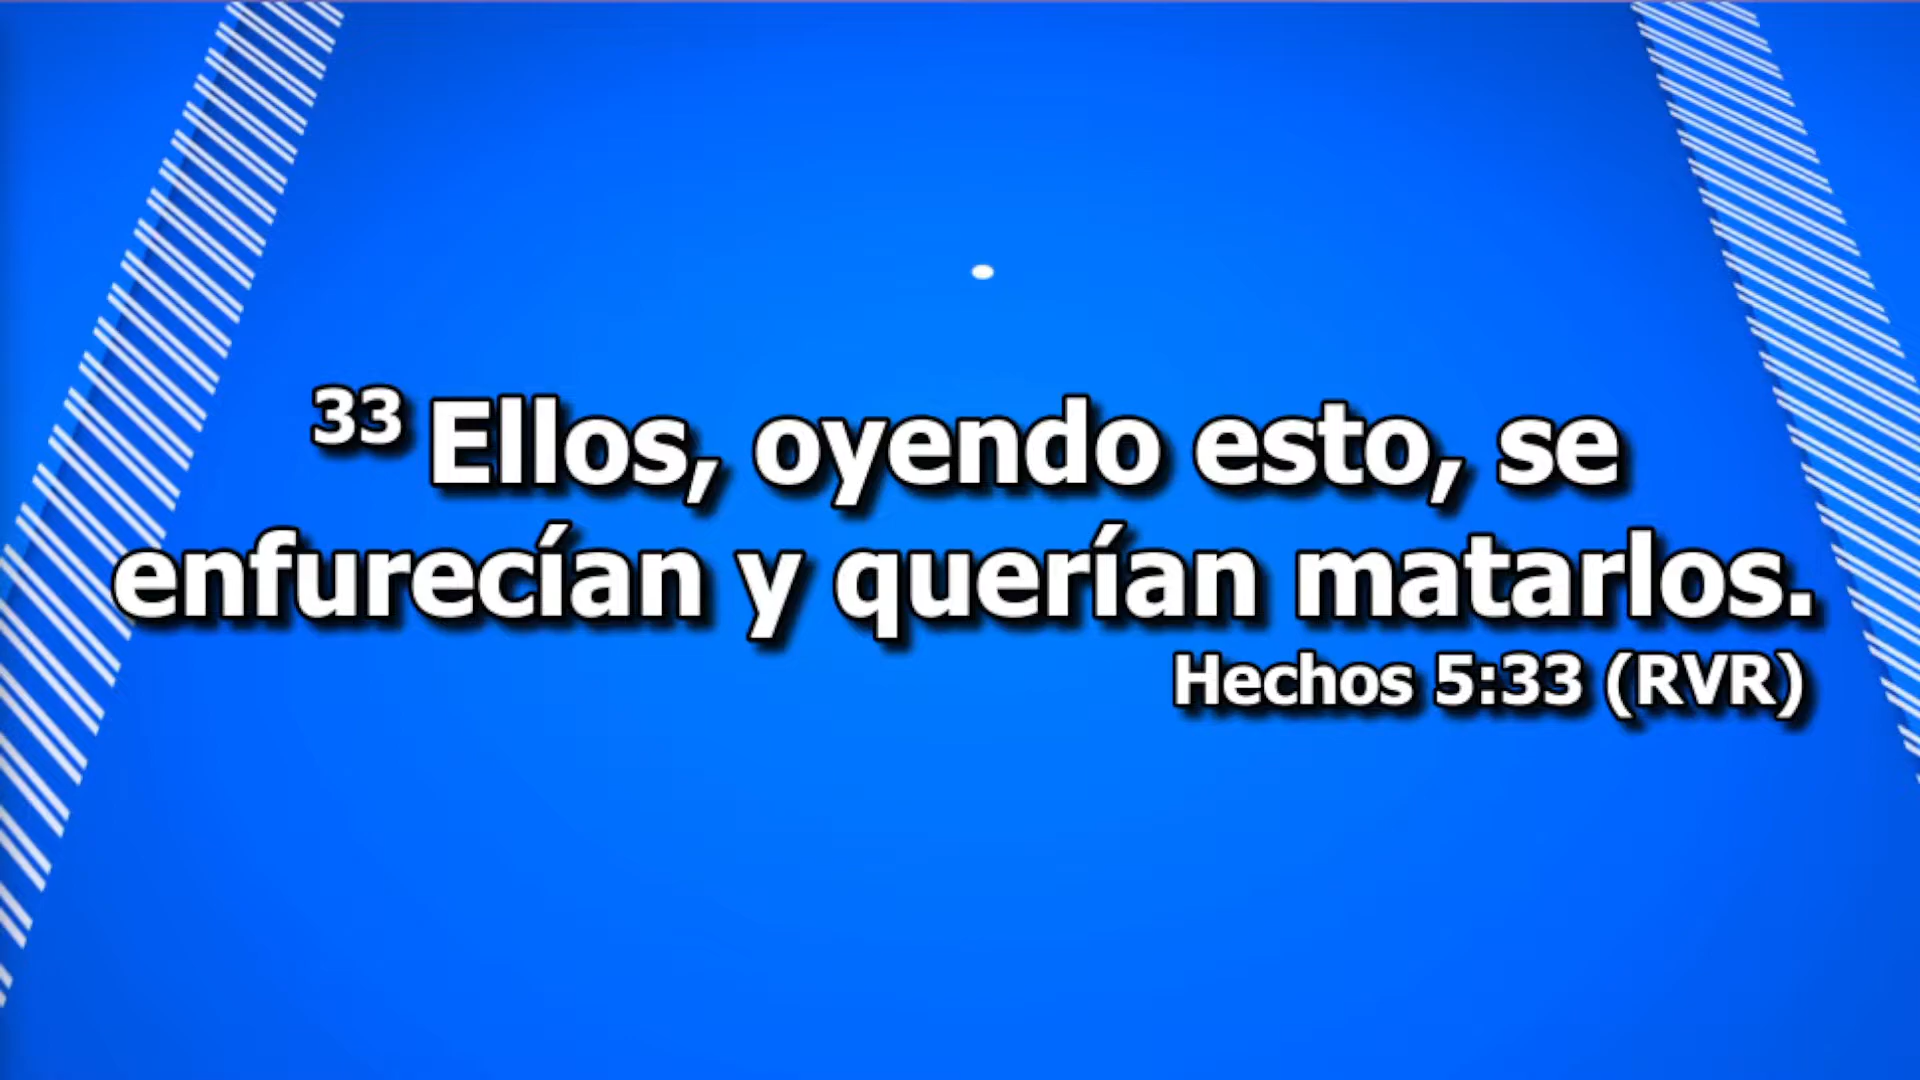 33 Ellos, oyendo esto, se
enfurecían y querían matarlos.
Hechos 5:33 (RVR)